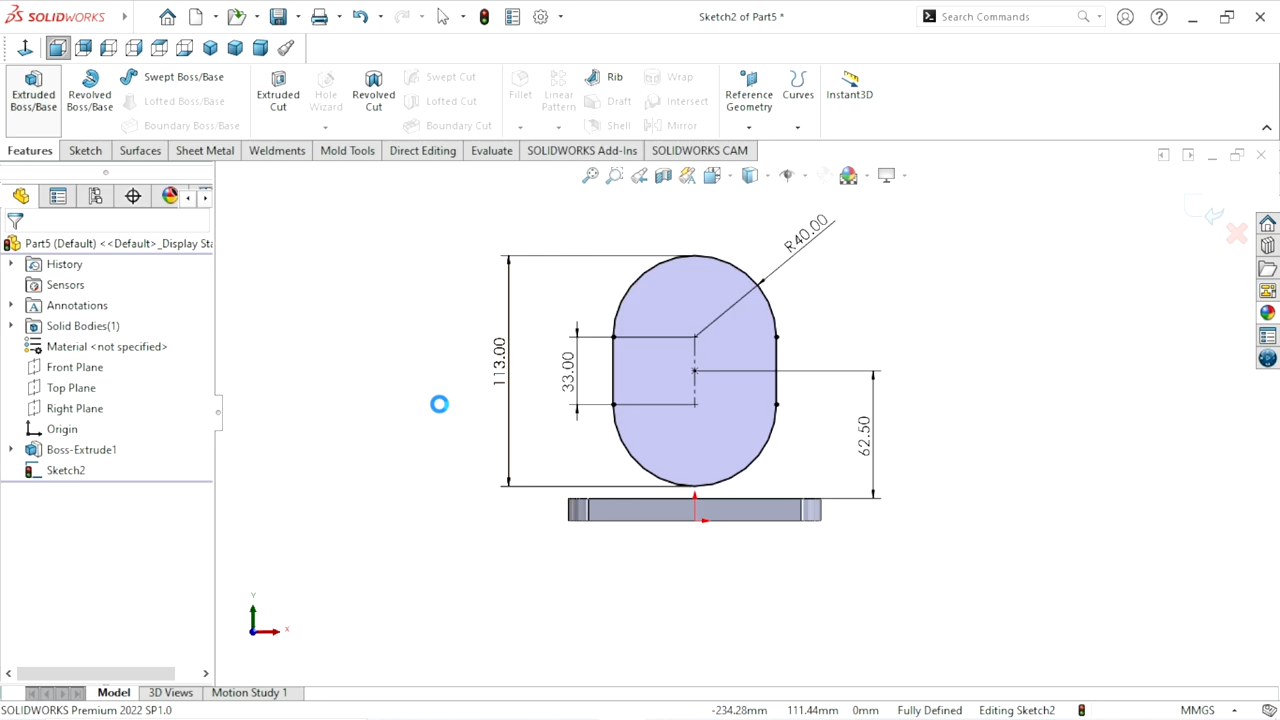 SOLIDWORKS
Sketch2 of Part5 *
Search Commands
Extruded Boss/Base
Revolved Boss/Base
Swept Boss/Base
Lofted Boss/Base
Boundary Boss/Base
Extruded Cut
Hole Wizard
Revolved Cut
Swept Cut
Lofted Cut
Boundary Cut
Fillet
Linear Pattern
Rib
Draft
Shell
Wrap
Intersect
Mirror
Reference Geometry
Curves
Instant3D
Features
Sketch
Surfaces
Sheet Metal
Weldments
Mold Tools
Direct Editing
Evaluate
SOLIDWORKS Add-Ins
SOLIDWORKS CAM
Part5 (Default) <<Default>_Display Sta
History
Sensors
Annotations
Solid Bodies(1)
Material <not specified>
Front Plane
Top Plane
Right Plane
Origin
Boss-Extrude1
Sketch2
R40.00
113.00
33.00
62.50
Y
X
Model
3D Views
Motion Study 1
SOLIDWORKS Premium 2022 SP1.0
-234.28mm
111.44mm
0mm
Fully Defined
Editing Sketch2
MMGS